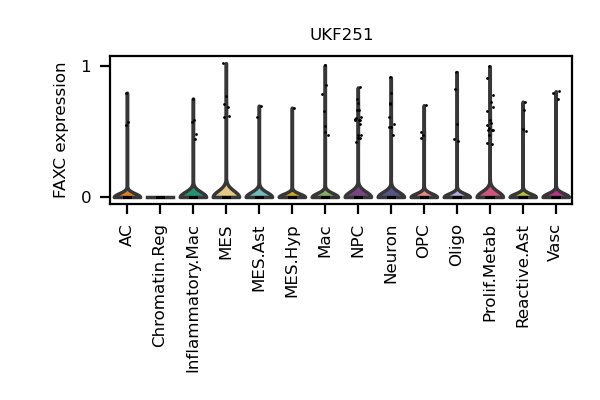 UKF251
FAXC expression
1
0
AC
Chromatin.Reg
Inflammatory.Mac
MES
MES.Ast
MES.Hyp
Mac
NPC
Neuron
OPC
Oligo
Prolif.Metab
Reactive.Ast
Vasc